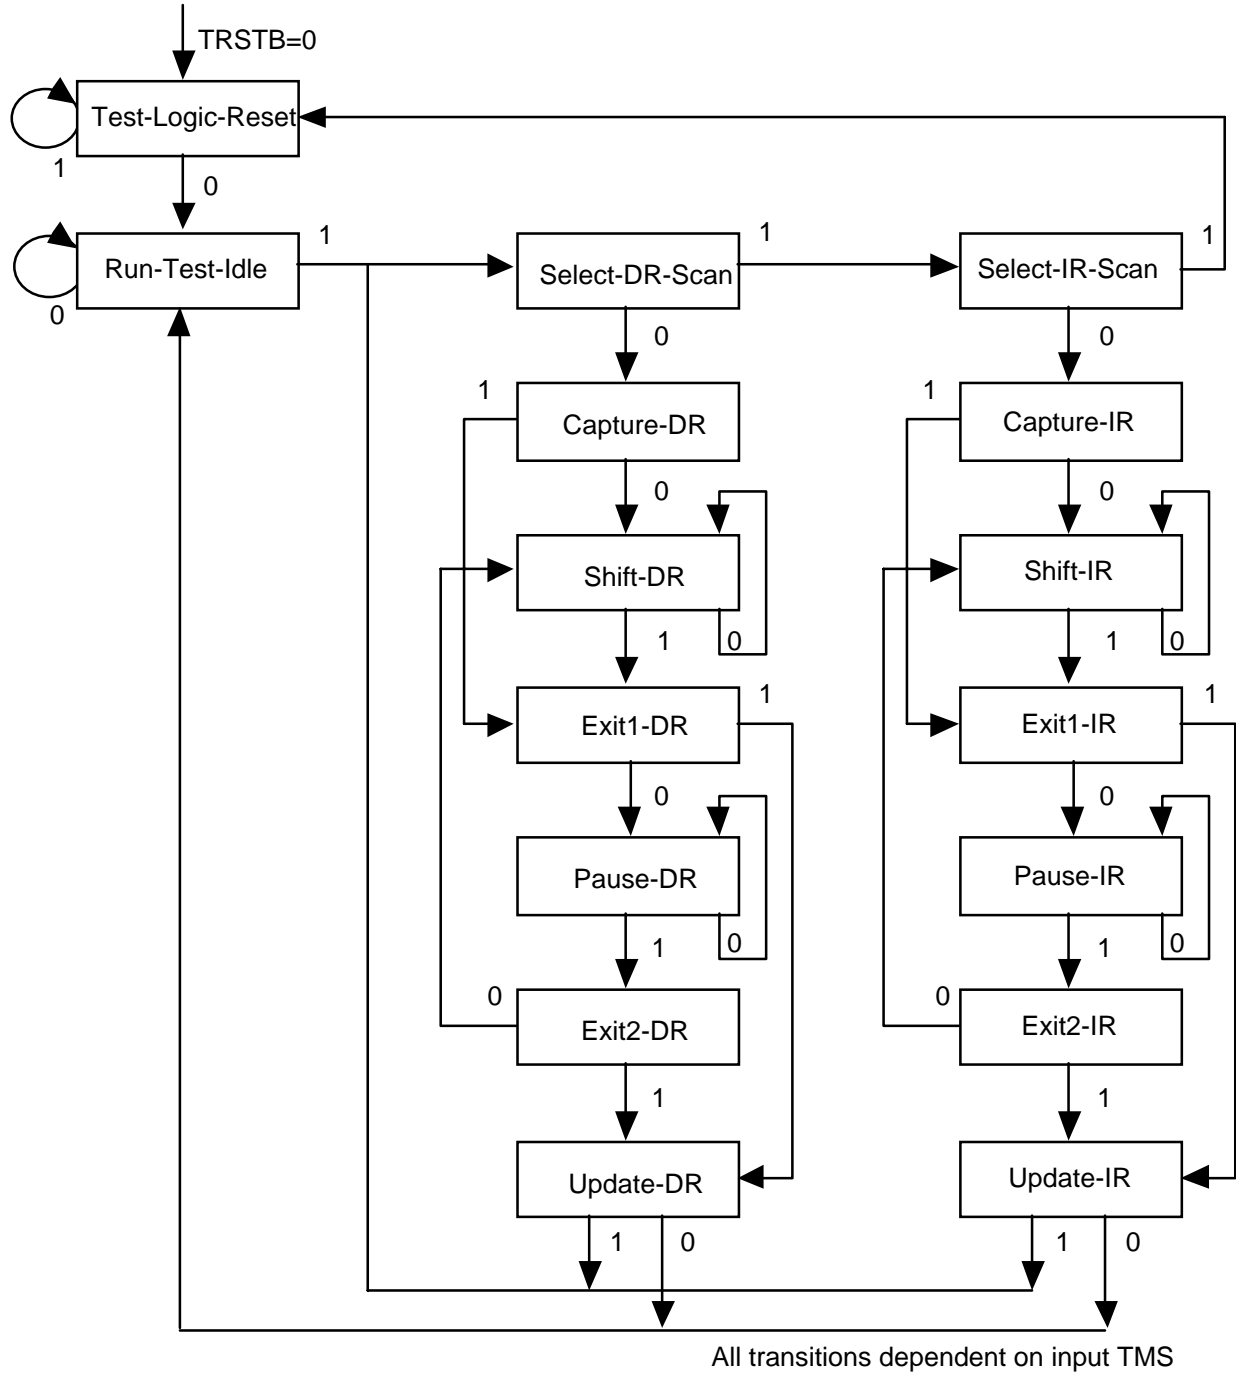 TRSTB=0
Test-Logic-Reset
1
0
Run-Test-Idle
0
1
Select-DR-Scan
1
Select-IR-Scan
1
0
0
1
Capture-DR
1
Capture-IR
0
0
Shift-DR
Shift-IR
1
0
1
0
Exit1-DR
1
Exit1-IR
1
0
0
Pause-DR
Pause-IR
1
0
1
0
0
Exit2-DR
0
Exit2-IR
1
1
Update-DR
Update-IR
1
0
1
0
All transitions dependent on input TMS